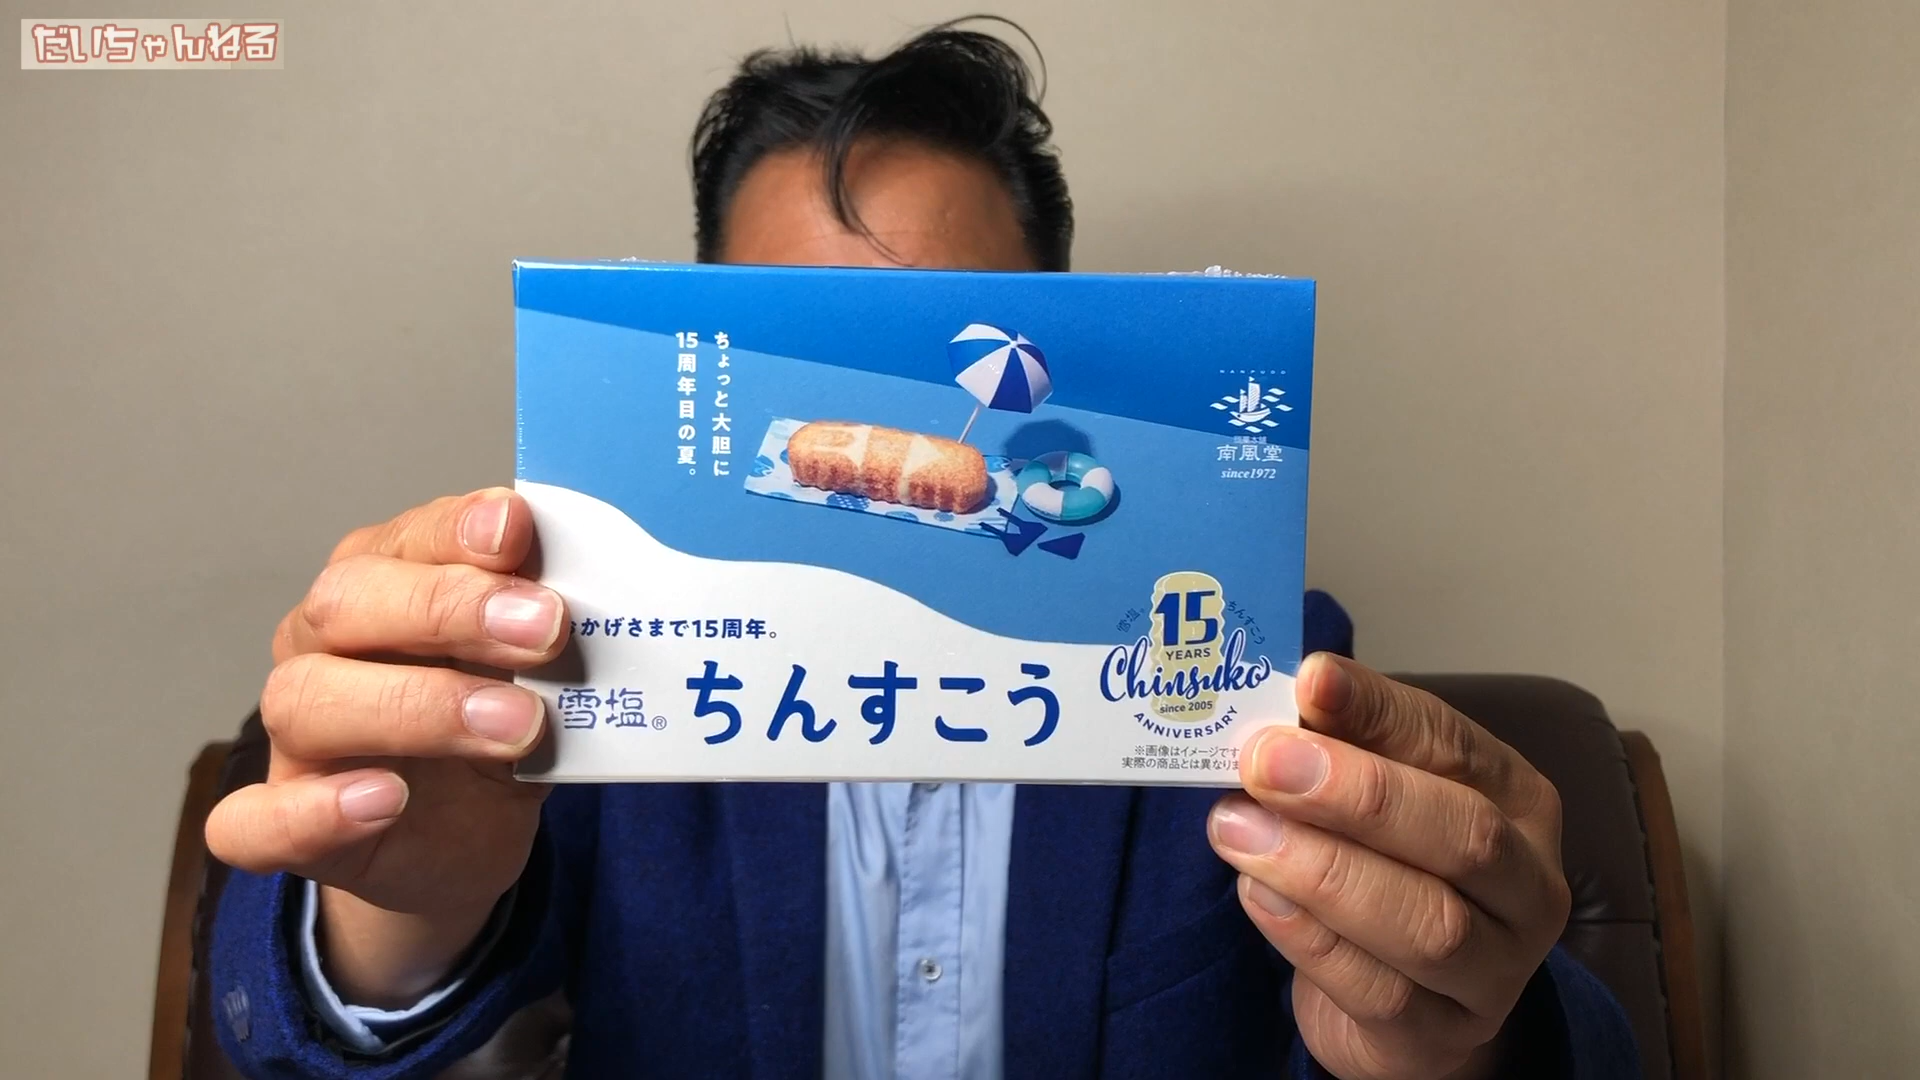 だいちゃんねる
ちょっと大胆に
15周年目の夏。
NANPUDO
南風堂
since1972
おかげさまで15周年。
雪塩®
ちんすこう
雪塩®
ちんすこう
15
YEARS
Chinsuko
since 2005
ANNIVERSARY
※画像はイメージです
実際の商品とは異なりま